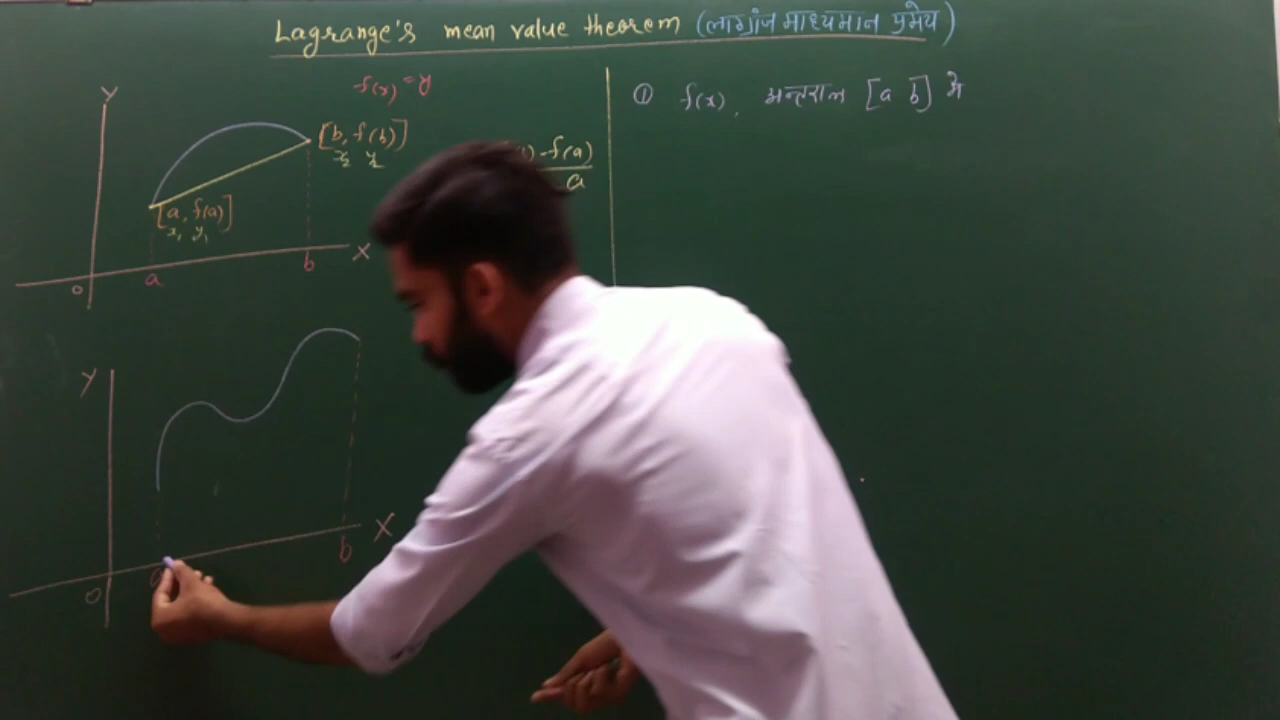 Lagrange's mean value theorem (लाग्रांज माध्यमान प्रमेय)
f(x) = y
Y
[b, f(b)]
x₂ y₂
[a, f(a)]
x₁ y₁
X
O
a
b
-f(a)
a
① f(x), अन्तराल [a b] मे
Y
X
b
O